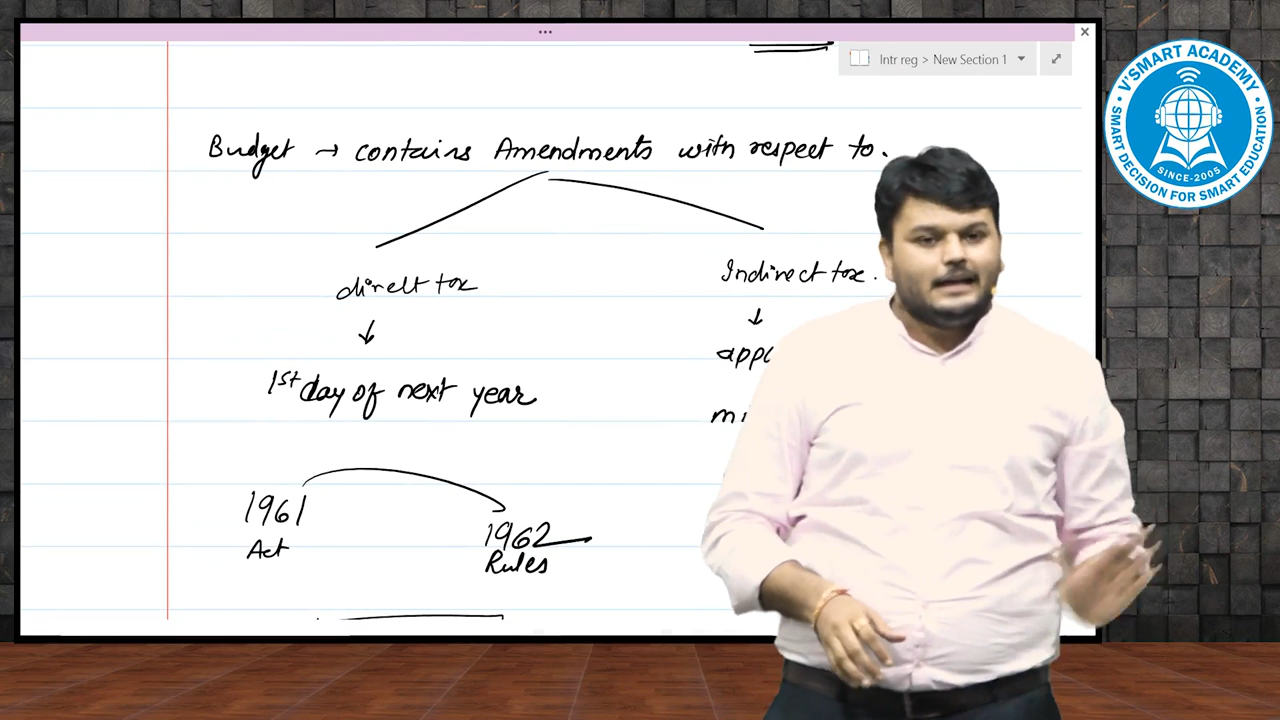 Intr reg > New Section 1
Budget → contains Amendments with respect to.
direct tax
Indirect tax.
↓
↓
1st day of next year
1961
Act
1962
Rules
V'SMART ACADEMY
SINCE-2005
SMART DECISION FOR SMART EDUCATION